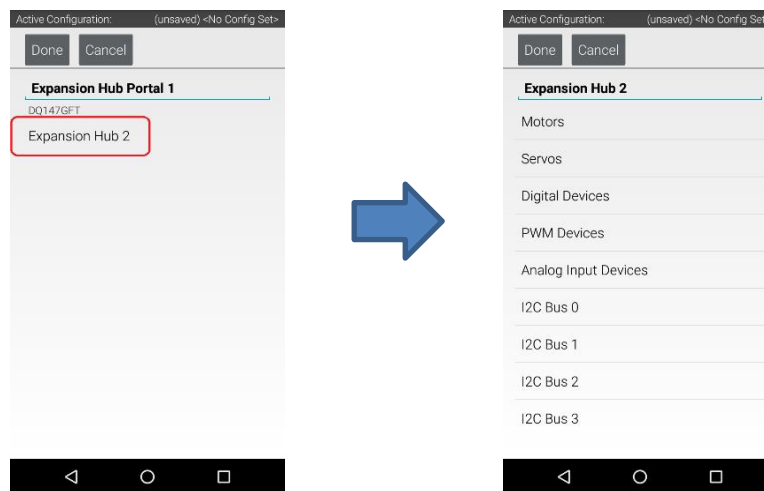 Active Configuration: (unsaved) <No Config Set>
Done Cancel
Expansion Hub Portal 1
DQ147GFT
Expansion Hub 2
Active Configuration: (unsaved) <No Config Set
Done Cancel
Expansion Hub 2
Motors
Servos
Digital Devices
PWM Devices
Analog Input Devices
I2C Bus 0
I2C Bus 1
I2C Bus 2
I2C Bus 3